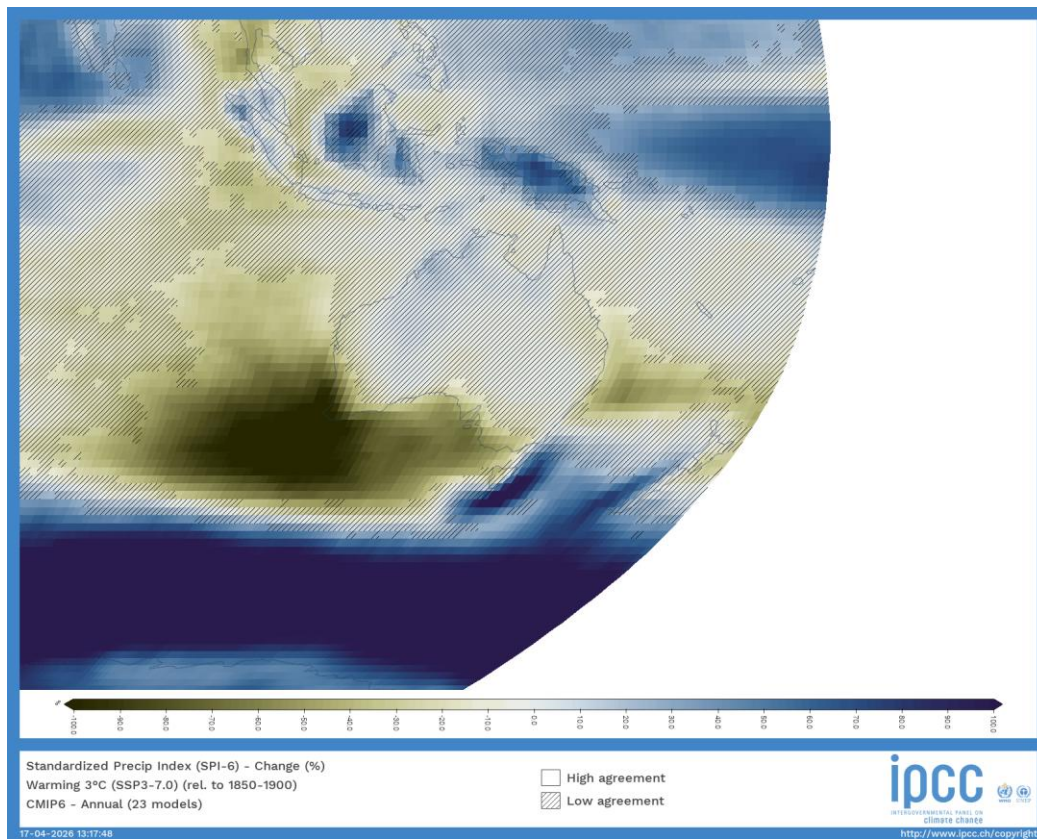 %
-100.0 -90.0 -80.0 -70.0 -60.0 -50.0 -40.0 -30.0 -20.0 -10.0 0.0 10.0 20.0 30.0 40.0 50.0 60.0 70.0 80.0 90.0 100.0
Standardized Precip Index (SPI-6) - Change (%)
Warming 3°C (SSP3-7.0) (rel. to 1850-1900)
CMIP6 - Annual (23 models)
High agreement
Low agreement
ipcc
INTERGOVERNMENTAL PANEL ON
climate change
WMO UNEP
17-04-2026 13:17:48
http://www.ipcc.ch/copyright